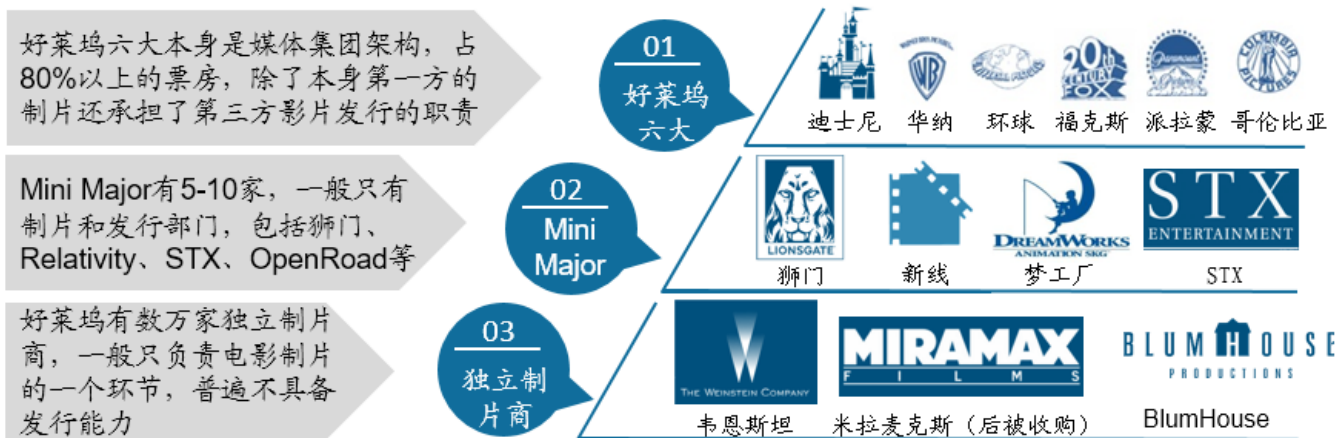 好莱坞六大本身是媒体集团架构，占
80%以上的票房，除了本身第一方的
制片还承担了第三方影片发行的职责
01
好莱坞
六大
WB
20th
CENTURY
FOX
Paramount
COLUMBIA
PICTURES
迪士尼
华纳
环球
福克斯
派拉蒙
哥伦比亚
Mini Major有5-10家，一般只有
制片和发行部门，包括狮门、
Relativity、STX、OpenRoad等
02
Mini
Major
LIONSGATE
DREAMWORKS
ANIMATION SKG
STX
ENTERTAINMENT
狮门
新线
梦工厂
STX
好莱坞有数万家独立制片
商，一般只负责电影制片
的一个环节，普遍不具备
发行能力
03
独立制
片商
THE WEINSTEIN COMPANY
MIRAMAX
FILMS
BLUMHOUSE
PRODUCTIONS
韦恩斯坦
米拉麦克斯（后被收购）
BlumHouse